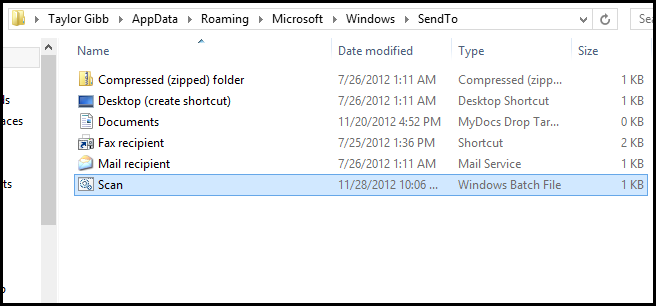 Taylor Gibb ▸ AppData ▸ Roaming ▸ Microsoft ▸ Windows ▸ SendTo
Name Date modified Type Size
Compressed (zipped) folder 7/26/2012 1:11 AM Compressed (zipp... 1 KB
Desktop (create shortcut) 7/26/2012 1:11 AM Desktop Shortcut 1 KB
Documents 11/20/2012 4:52 PM MyDocs Drop Tar... 0 KB
Fax recipient 7/25/2012 1:36 PM Shortcut 2 KB
Mail recipient 7/26/2012 1:11 AM Mail Service 1 KB
Scan 11/28/2012 10:06 ... Windows Batch File 1 KB